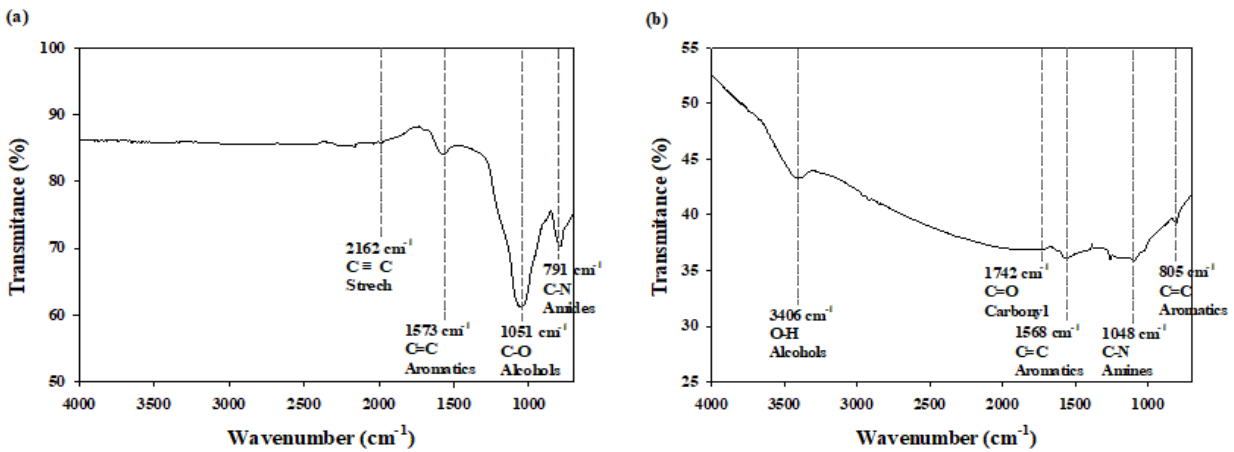 (a)
100
90
80
70
60
50
Transmitance (%)
2162 cm-1
C ≡ C
Strech
1573 cm-1
C=C
Aromatics
1051 cm-1
C-O
Alcohols
791 cm-1
C-N
Amides
4000 3500 3000 2500 2000 1500 1000
Wavenumber (cm-1)
(b)
55
50
45
40
35
30
25
Transmitance (%)
3406 cm-1
O-H
Alcohols
1742 cm-1
C=O
Carbonyl
1568 cm-1
C=C
Aromatics
1048 cm-1
C-N
Amines
805 cm-1
C=C
Aromatics
4000 3500 3000 2500 2000 1500 1000
Wavenumber (cm-1)